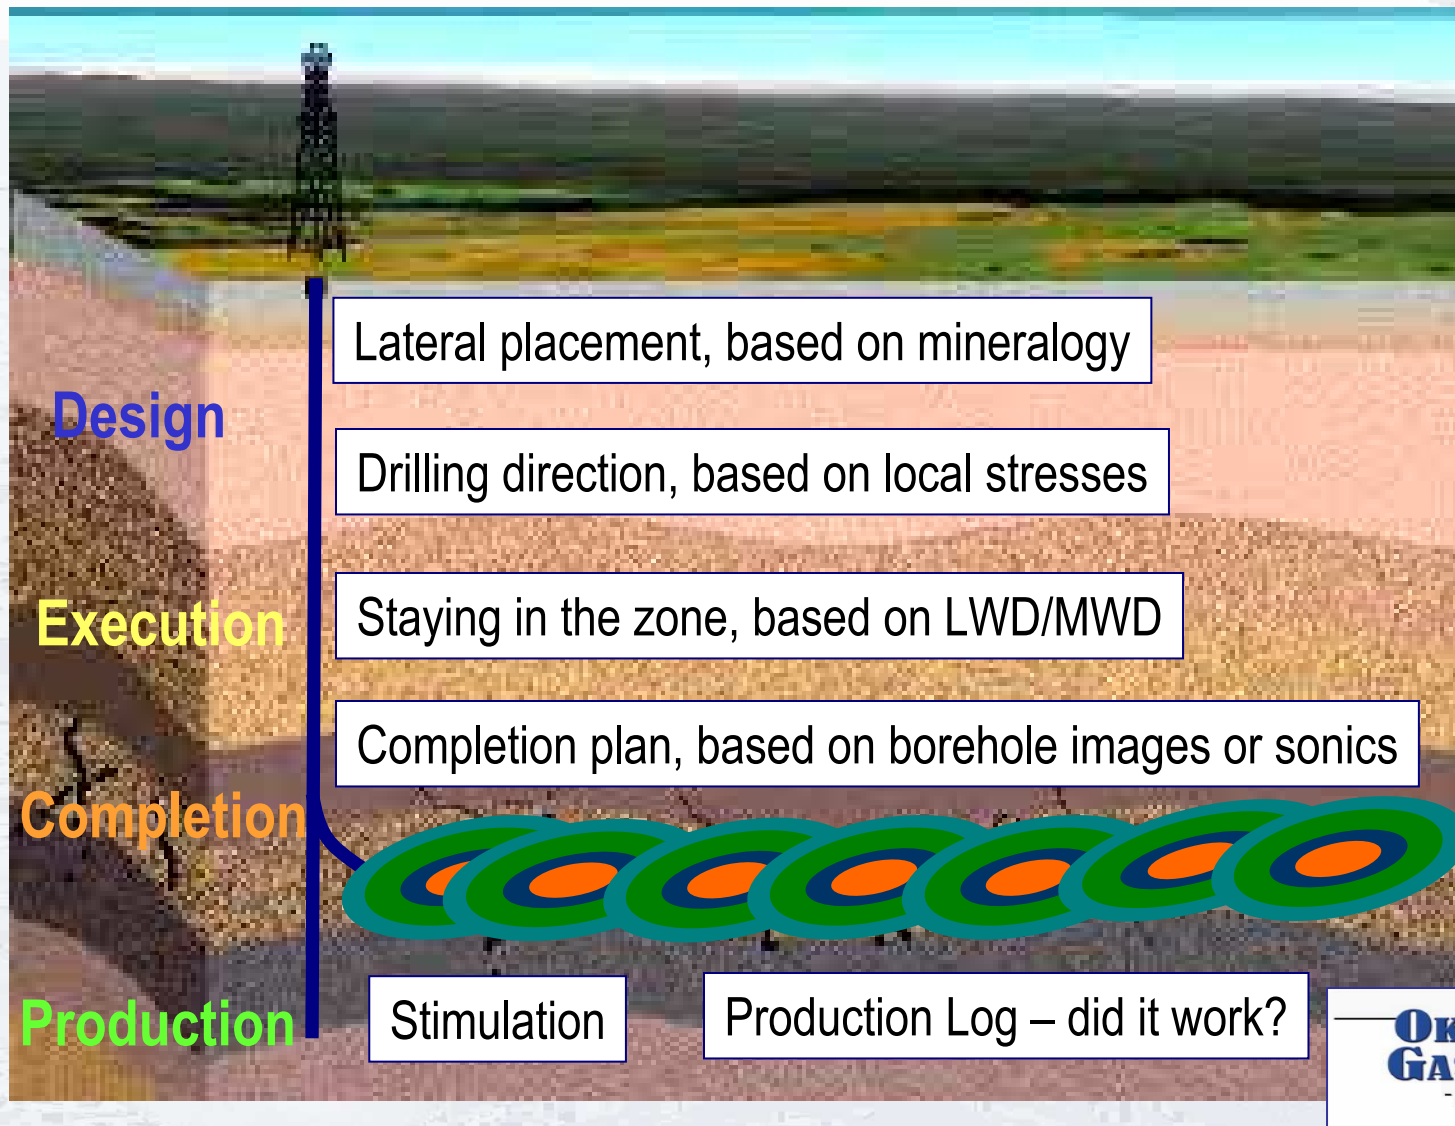 Lateral placement, based on mineralogy
Design
Drilling direction, based on local stresses
Execution
Staying in the zone, based on LWD/MWD
Completion plan, based on borehole images or sonics
Completion
Production
Stimulation
Production Log – did it work?